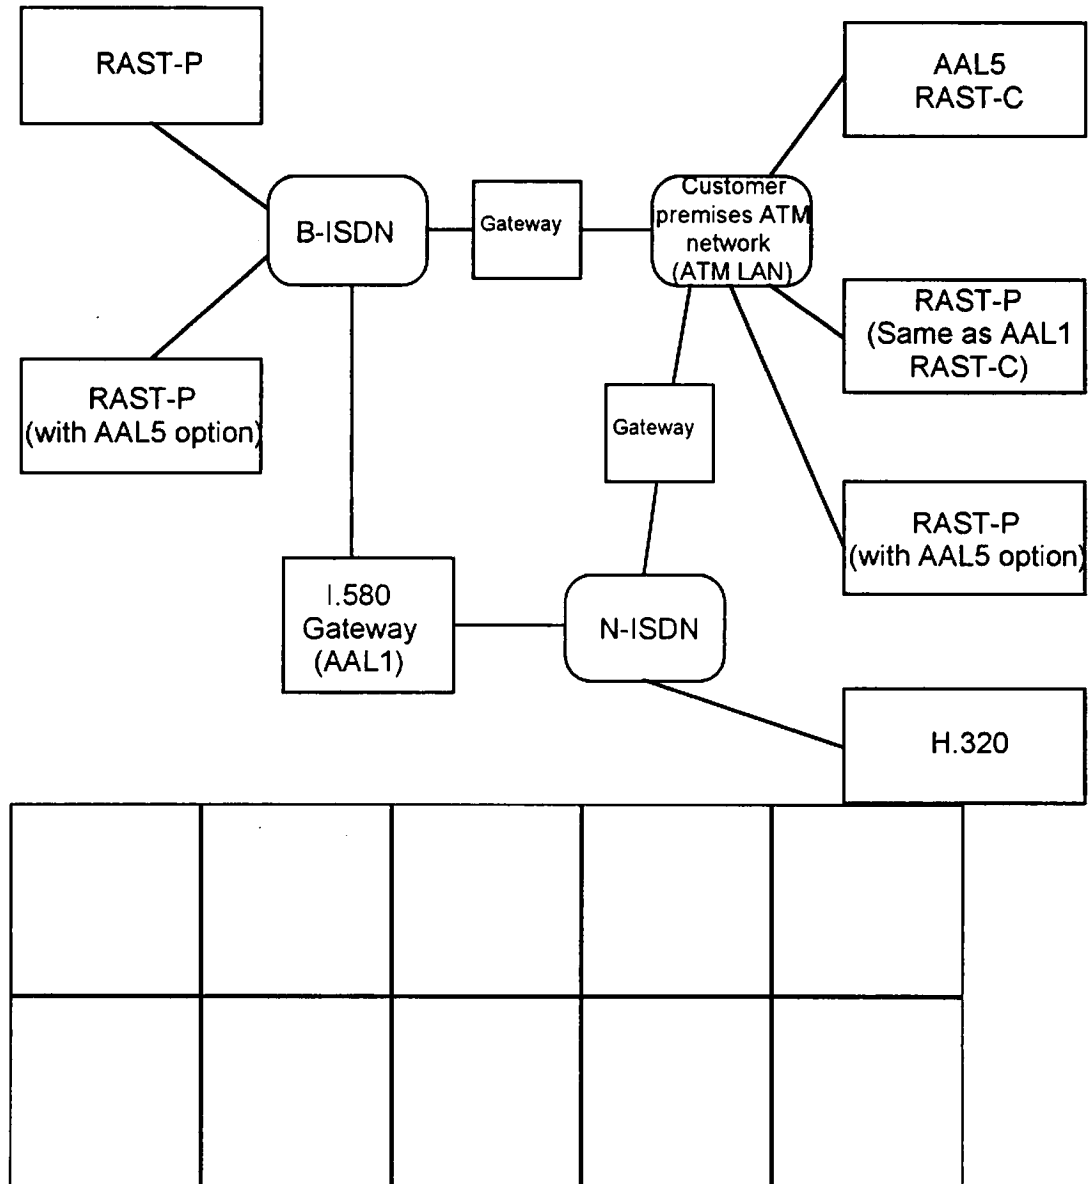 RAST-P
AAL5
RAST-C
B-ISDN
Gateway
Customer
premises ATM
network
(ATM LAN)
RAST-P
(Same as AAL1
RAST-C)
RAST-P
(with AAL5 option)
Gateway
RAST-P
(with AAL5 option)
I.580
Gateway
(AAL1)
N-ISDN
H.320